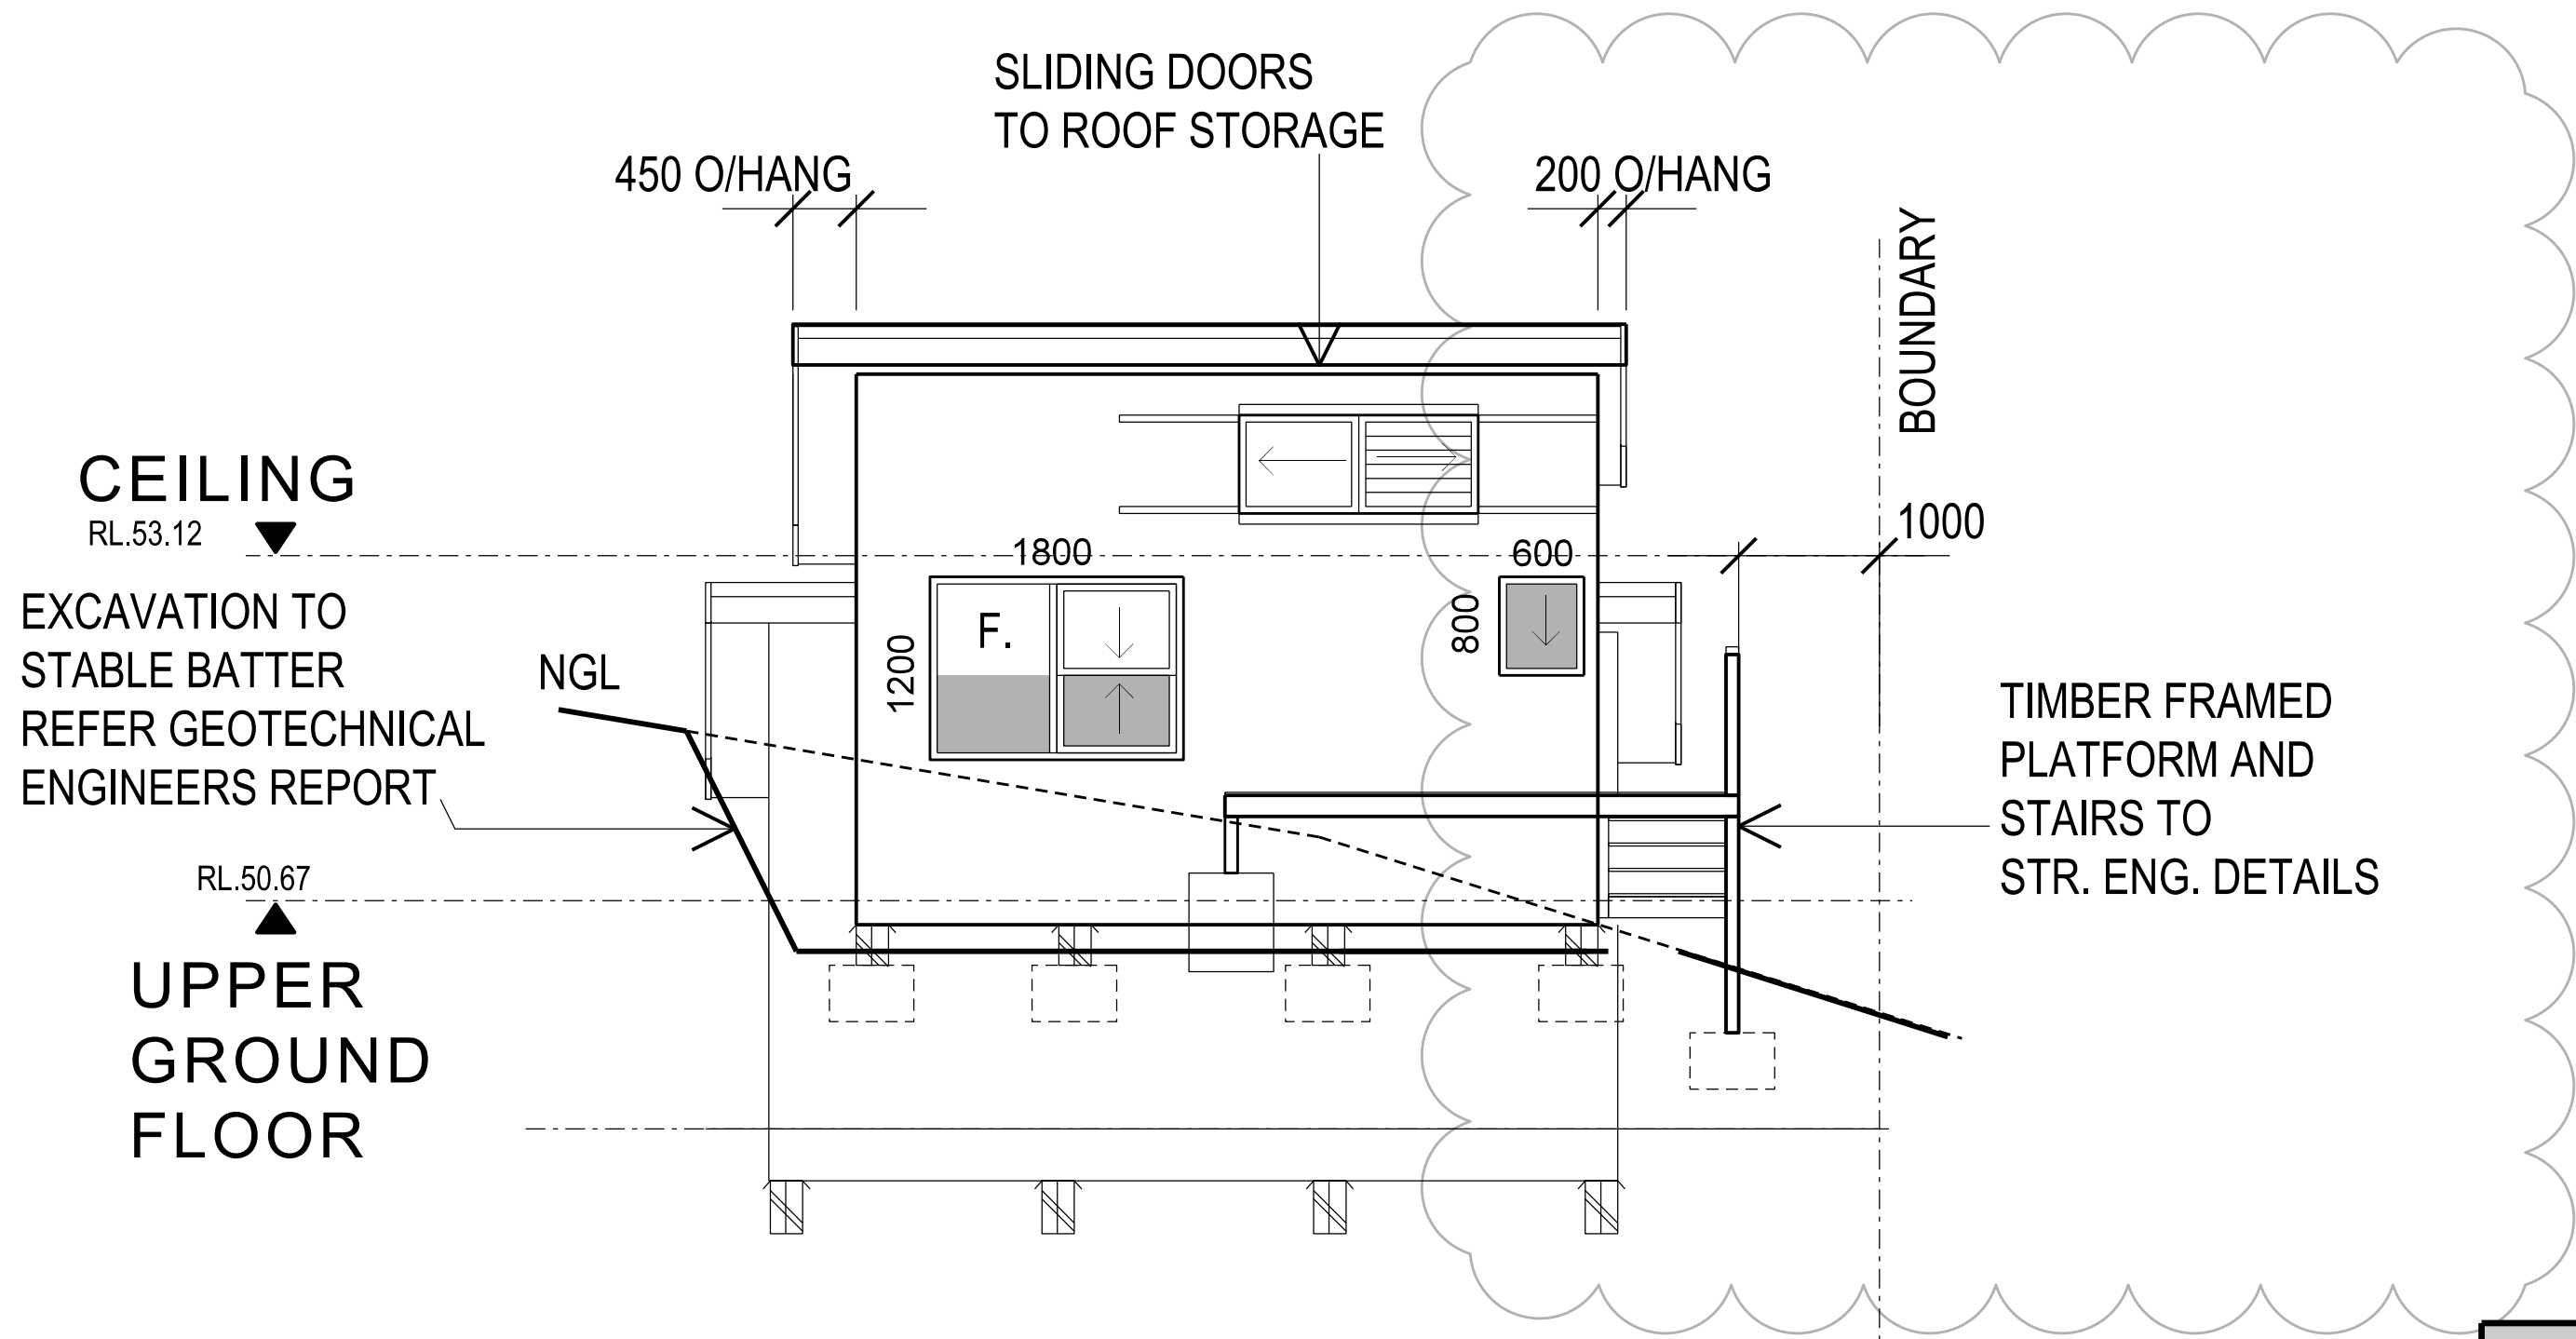 SLIDING DOORS
TO ROOF STORAGE
450 O/HANG
200 O/HANG
BOUNDARY
CEILING
RL.53.12
1000
1800
600
EXCAVATION TO
STABLE BATTER
REFER GEOTECHNICAL
ENGINEERS REPORT
NGL
F.
1200
800
TIMBER FRAMED
PLATFORM AND
STAIRS TO
STR. ENG. DETAILS
RL.50.67
UPPER
GROUND
FLOOR